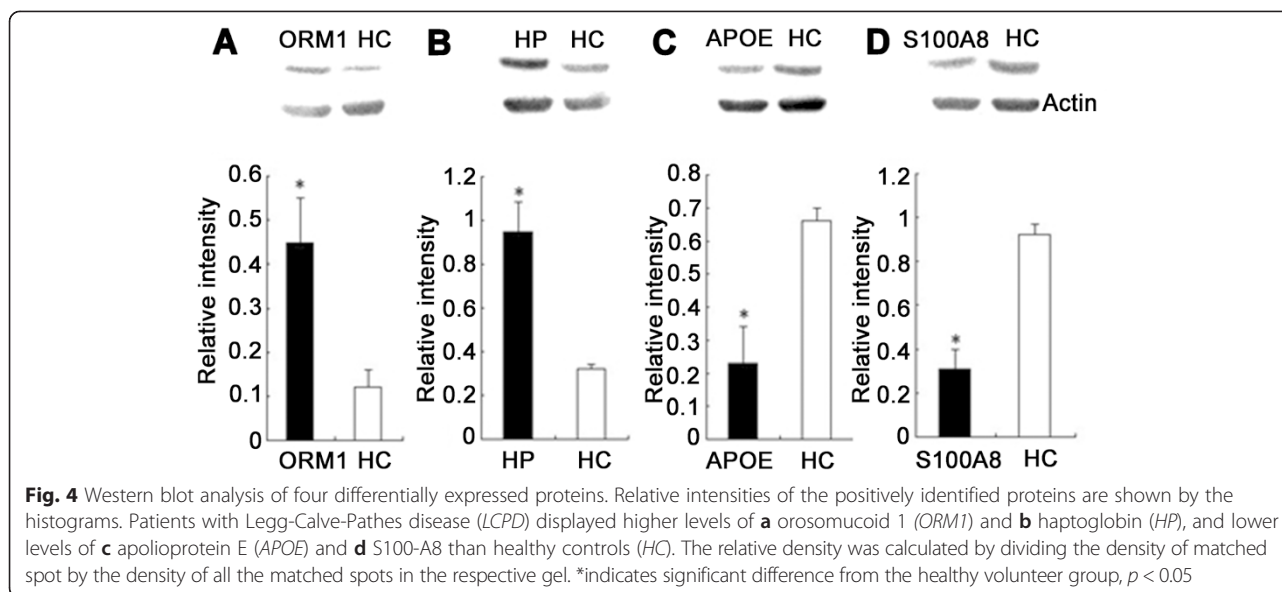 A ORM1 HC B HP HC C APOE HC D S100A8 HC
Actin
0.6
0.5
0.4
0.3
0.2
0.1
0
Relative intensity
*
ORM1 HC
1.2
1
0.8
0.6
0.4
0.2
0
Relative intensity
*
HP HC
0.8
0.7
0.6
0.5
0.4
0.3
0.2
0.1
0
Relative intensity
*
APOE HC
1.2
1
0.8
0.6
0.4
0.2
0
Relative intensity
*
S100A8 HC
Fig. 4 Western blot analysis of four differentially expressed proteins. Relative intensities of the positively identified proteins are shown by the
histograms. Patients with Legg-Calve-Pathes disease (LCPD) displayed higher levels of a orosomucoid 1 (ORM1) and b haptoglobin (HP), and lower
levels of c apolioprotein E (APOE) and d S100-A8 than healthy controls (HC). The relative density was calculated by dividing the density of matched
spot by the density of all the matched spots in the respective gel. *indicates significant difference from the healthy volunteer group, p < 0.05